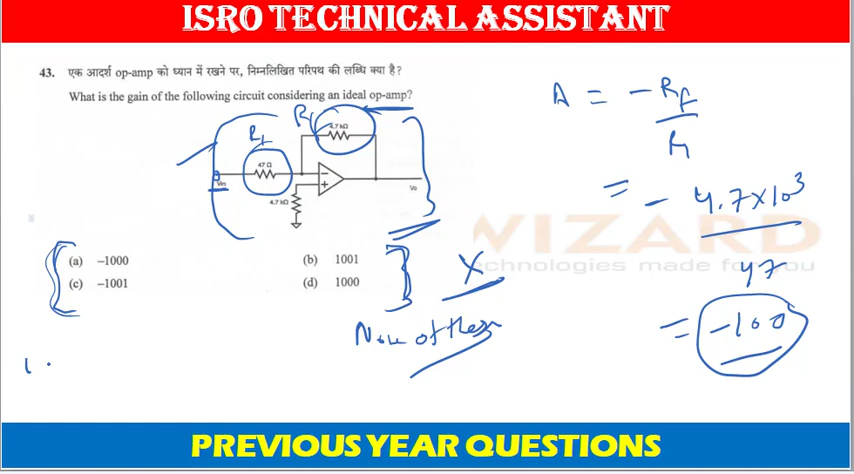 ISRO TECHNICAL ASSISTANT
43. एक आदर्श op-amp को ध्यान में रखने पर, निम्नलिखित परिपथ की लब्धि क्या है?
What is the gain of the following circuit considering an ideal op-amp?
A = - Rf
R1
Rf
4.7 kΩ
R1
47 Ω
Vin
−
+
Vo
4.7 kΩ
= - 4.7×10³
47
= -100
WIZARD
echnologies made fo you
(a) -1000
(b) 1001
(c) -1001
(d) 1000
X
None of these
PREVIOUS YEAR QUESTIONS